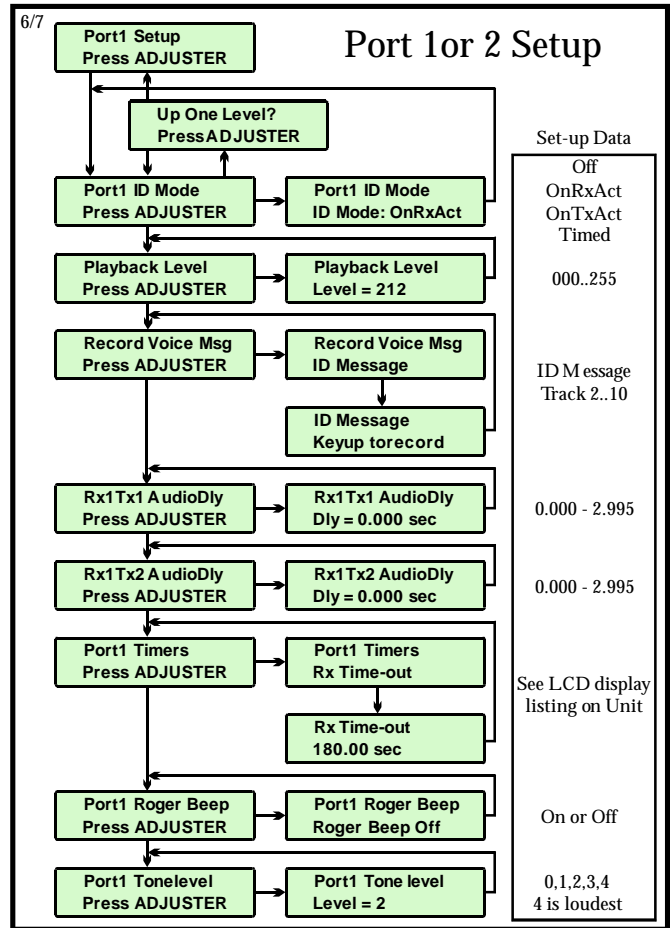 6/7
Port 1or 2 Setup
Port1 Setup
Press ADJUSTER
Up One Level?
PressADJUSTER
Set-up Data
Port1 ID Mode
Press ADJUSTER
Port1 ID Mode
ID Mode: OnRxAct
Off
OnRxAct
OnTxAct
Timed
Playback Level
Press ADJUSTER
Playback Level
Level = 212
000..255
Record Voice Msg
Press ADJUSTER
Record Voice Msg
ID Message
ID Message
Keyup torecord
ID Message
Track 2..10
Rx1Tx1 AudioDly
Press ADJUSTER
Rx1Tx1 AudioDly
Dly = 0.000 sec
0.000 - 2.995
Rx1Tx2 AudioDly
Press ADJUSTER
Rx1Tx2 AudioDly
Dly = 0.000 sec
0.000 - 2.995
Port1 Timers
Press ADJUSTER
Port1 Timers
Rx Time-out
Rx Time-out
180.00 sec
See LCD display
listing on Unit
Port1 Roger Beep
Press ADJUSTER
Port1 Roger Beep
Roger Beep Off
On or Off
Port1 Tonelevel
Press ADJUSTER
Port1 Tone level
Level = 2
0,1,2,3,4
4 is loudest